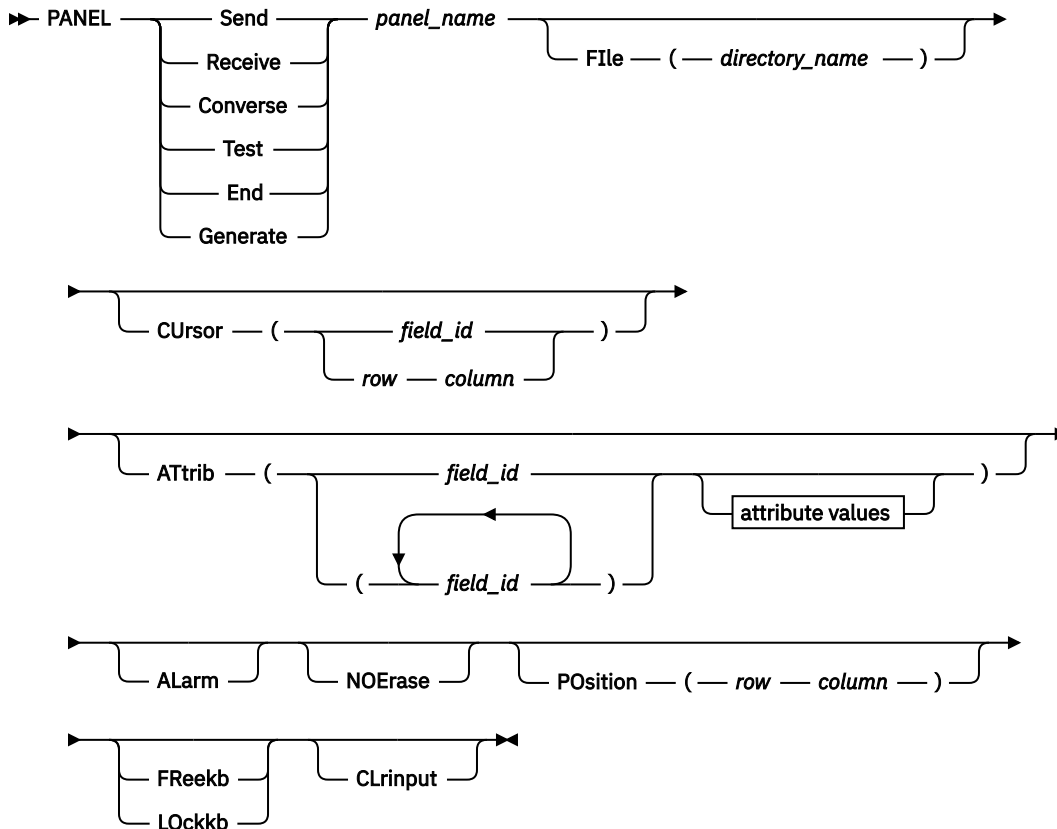 PANEL Send panel_name
FIle ( directory_name )
Receive
Converse
Test
End
Generate
CUrsor ( field_id )
row column
ATtrib ( field_id )
attribute values
( field_id )
ALarm NOErase POsition ( row column )
FReekb CLrinput
LOckkb